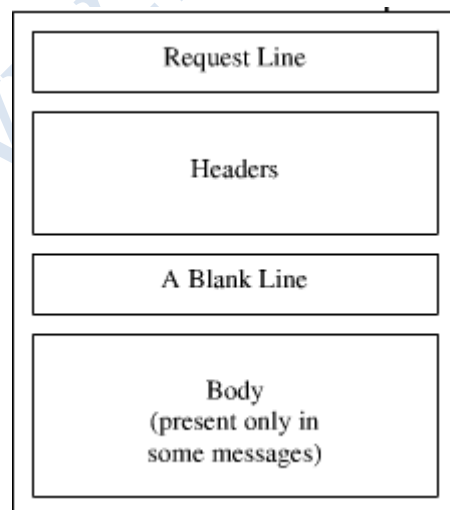 Request Line
Headers
A Blank Line
Body
(present only in
some messages)